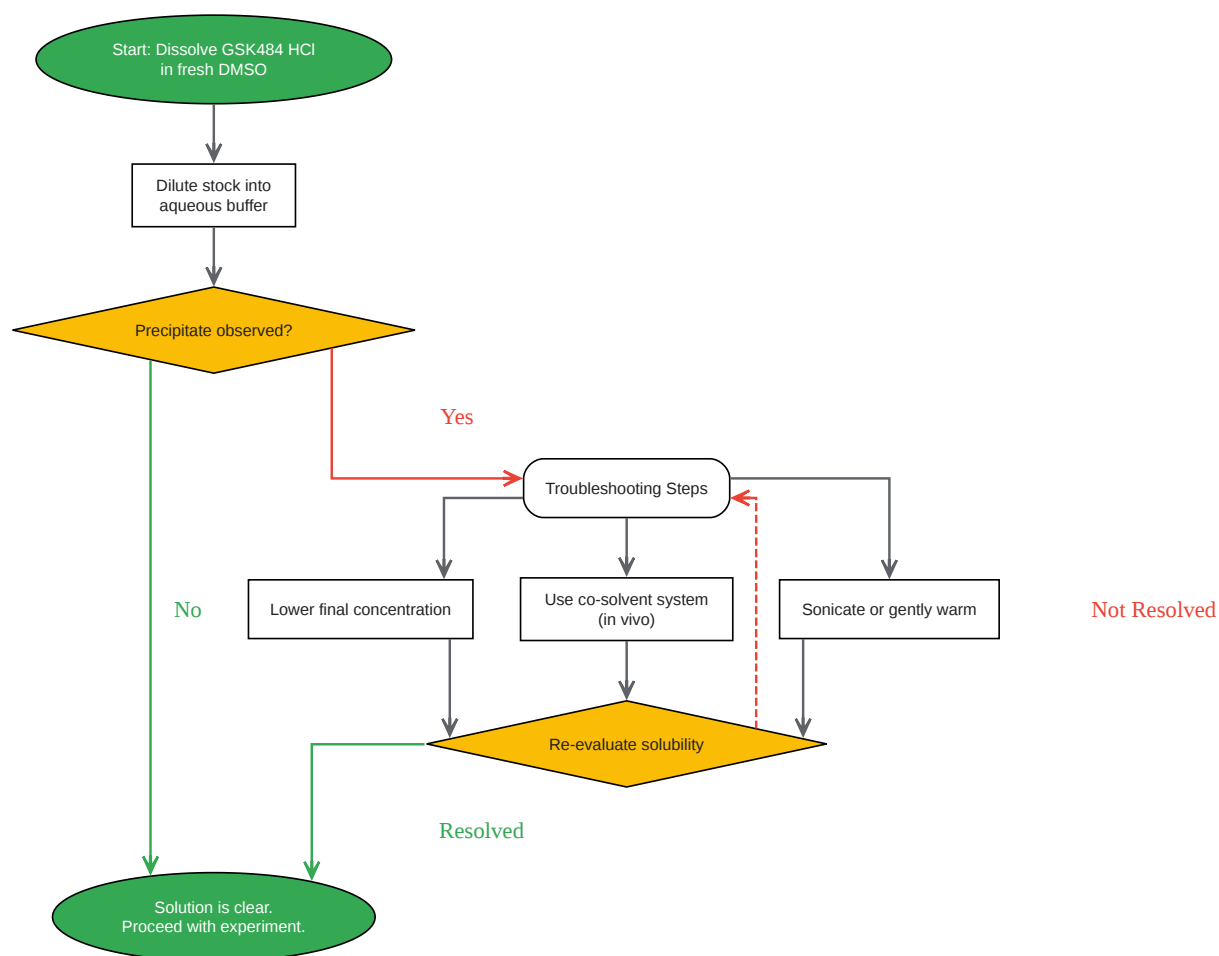 Start: Dissolve GSK484 HCl
in fresh DMSO
Dilute stock into
aqueous buffer
Precipitate observed?
Yes
Troubleshooting Steps
No
Lower final concentration
Use co-solvent system
(in vivo)
Sonicate or gently warm
Not Resolved
Re-evaluate solubility
Resolved
Solution is clear.
Proceed with experiment.